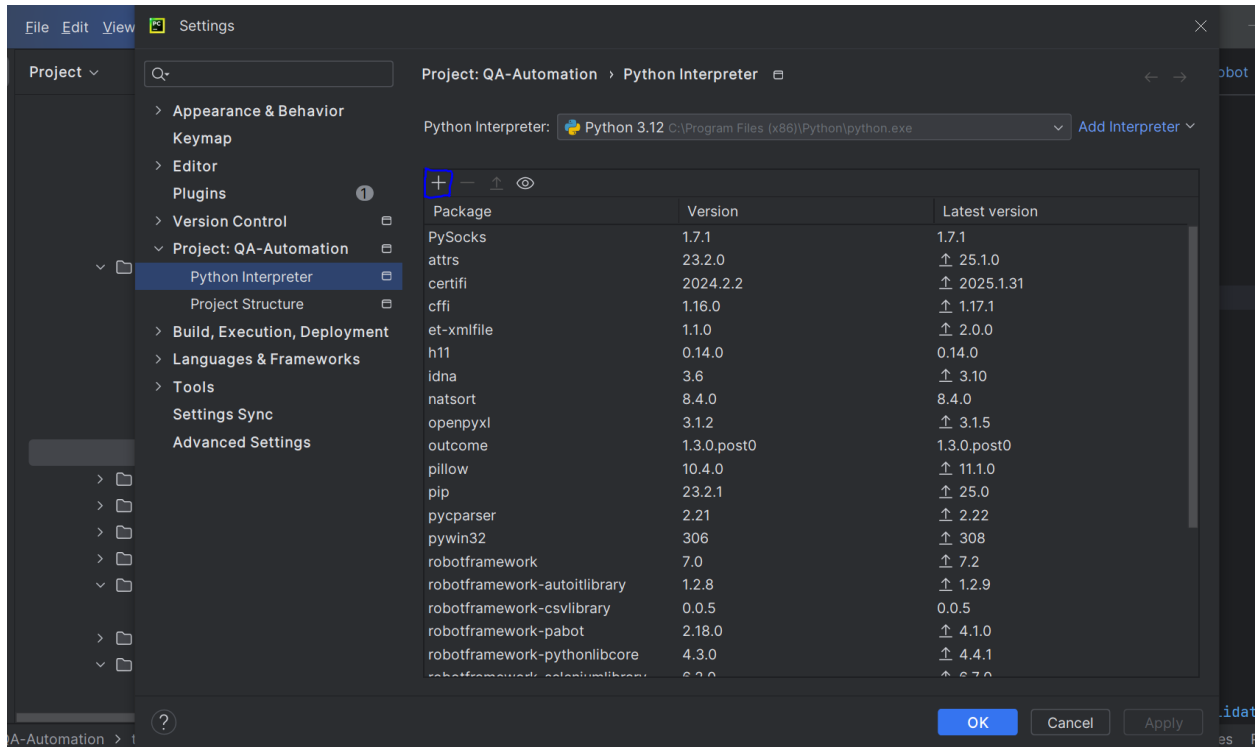 File Edit View
PC
Settings
Project
Project: QA-Automation › Python Interpreter
Appearance & Behavior
Keymap
Editor
Plugins
1
Version Control
Project: QA-Automation
Python Interpreter
Project Structure
Build, Execution, Deployment
Languages & Frameworks
Tools
Settings Sync
Advanced Settings
Python Interpreter: Python 3.12 C:\Program Files (x86)\Python\python.exe Add Interpreter
Package Version Latest version
PySocks 1.7.1 1.7.1
attrs 23.2.0 25.1.0
certifi 2024.2.2 2025.1.31
cffi 1.16.0 1.17.1
et-xmlfile 1.1.0 2.0.0
h11 0.14.0 0.14.0
idna 3.6 3.10
natsort 8.4.0 8.4.0
openpyxl 3.1.2 3.1.5
outcome 1.3.0.post0 1.3.0.post0
pillow 10.4.0 11.1.0
pip 23.2.1 25.0
pycparser 2.21 2.22
pywin32 306 308
robotframework 7.0 7.2
robotframework-autoitlibrary 1.2.8 1.2.9
robotframework-csvlibrary 0.0.5 0.0.5
robotframework-pabot 2.18.0 4.1.0
robotframework-pythonlibcore 4.3.0 4.4.1
?
OK Cancel Apply
A-Automation